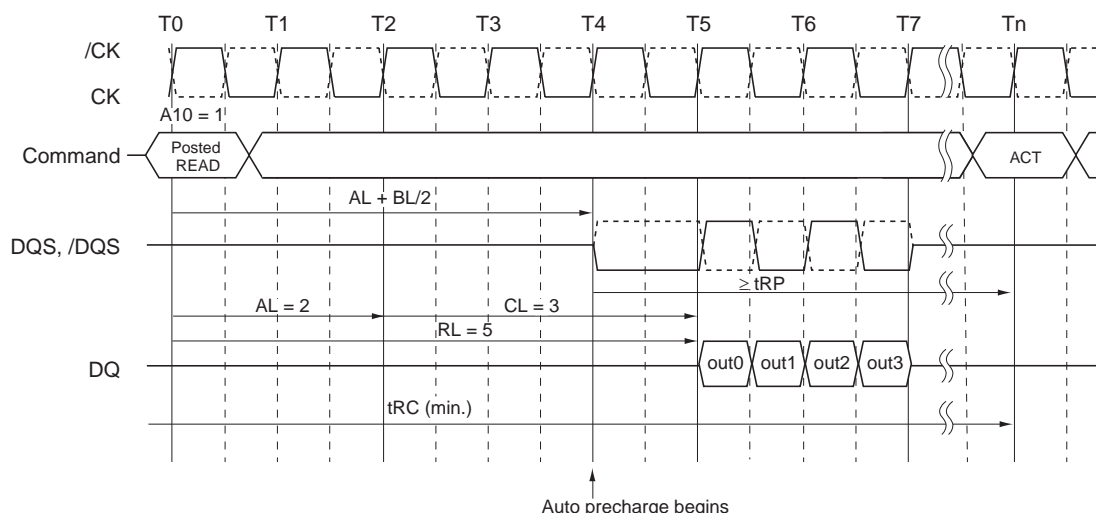 T0 T1 T2 T3 T4 T5 T6 T7 Tn
/CK
CK
A10 = 1
Command
Posted
READ
ACT
AL + BL/2
DQS, /DQS
≥ tRP
AL = 2
CL = 3
RL = 5
DQ
out0 out1 out2 out3
tRC (min.)
Auto precharge begins